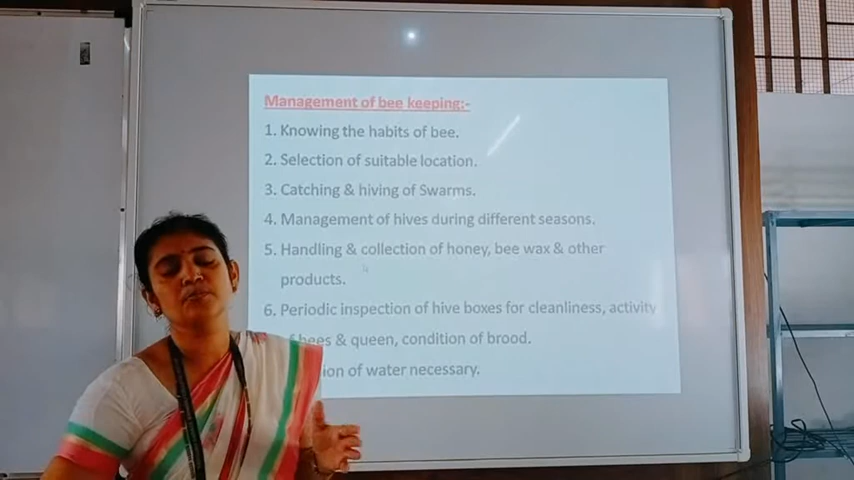 Management of bee keeping:-
1. Knowing the habits of bee.
2. Selection of suitable location.
3. Catching & hiving of Swarms.
4. Management of hives during different seasons.
5. Handling & collection of honey, bee wax & other
products.
6. Periodic inspection of hive boxes for cleanliness, activity
bees & queen, condition of brood.
of water necessary.